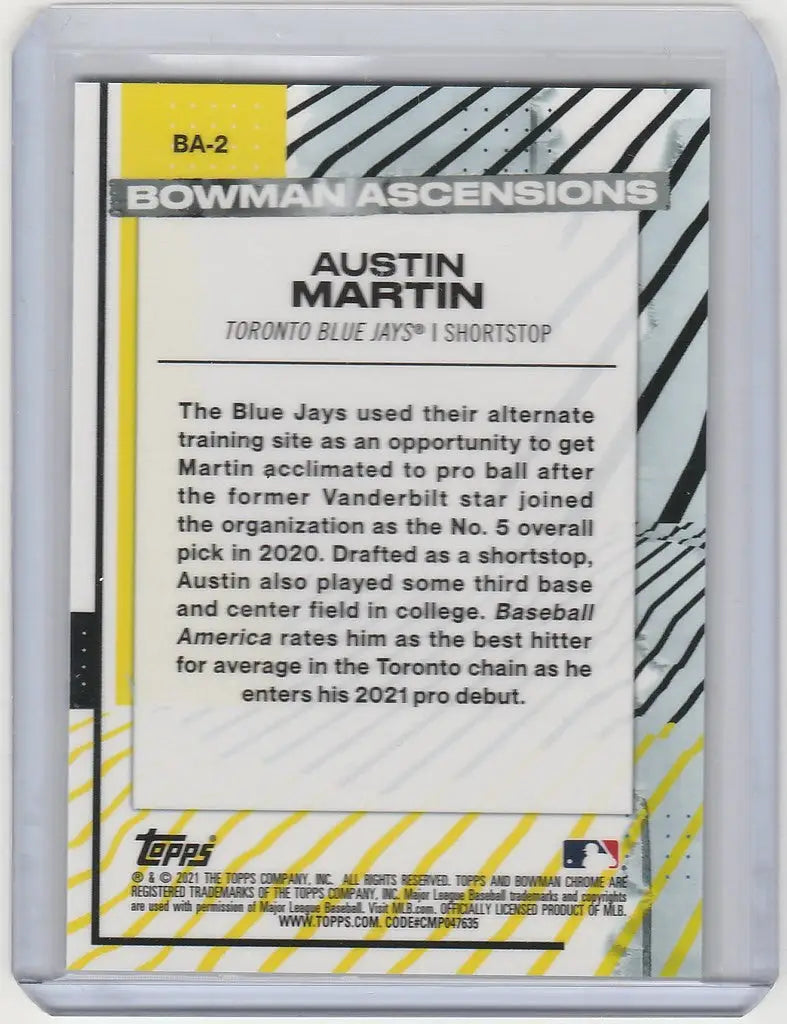 BA-2
BOWMAN ASCENSIONS
AUSTIN
MARTIN
TORONTO BLUE JAYS® | SHORTSTOP
The Blue Jays used their alternate
training site as an opportunity to get
Martin acclimated to pro ball after
the former Vanderbilt star joined
the organization as the No. 5 overall
pick in 2020. Drafted as a shortstop,
Austin also played some third base
and center field in college. Baseball
America rates him as the best hitter
for average in the Toronto chain as he
enters his 2021 pro debut.
Topps
® & © 2021 THE TOPPS COMPANY, INC. ALL RIGHTS RESERVED. TOPPS AND BOWMAN CHROME ARE
REGISTERED TRADEMARKS OF THE TOPPS COMPANY, INC. Major League Baseball trademarks and copyrights
are used with permission of Major League Baseball. Visit MLB.com. OFFICIALLY LICENSED PRODUCT OF MLB.
WWW.TOPPS.COM. CODE#CMP047635